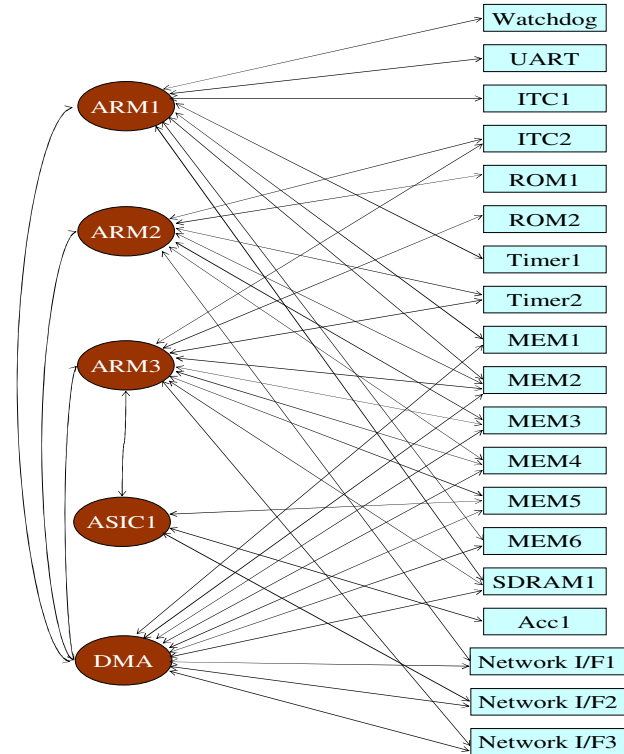 Watchdog
UART
ITC1
ITC2
ROM1
ROM2
Timer1
Timer2
MEM1
MEM2
MEM3
MEM4
MEM5
MEM6
SDRAM1
Acc1
Network I/F1
Network I/F2
Network I/F3
ARM1
ARM2
ARM3
ASIC1
DMA